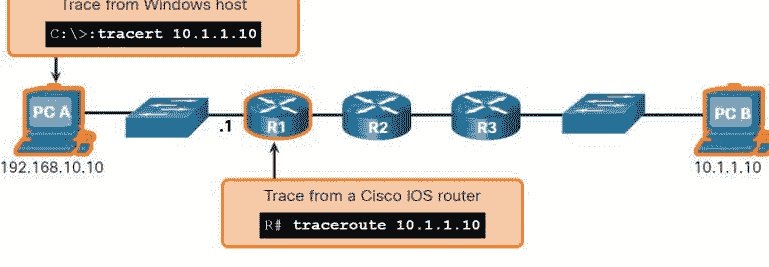 Trace from Windows host
C:\>:tracert 10.1.1.10
PC A
.1
R1
R2
R3
PC B
192.168.10.10
10.1.1.10
Trace from a Cisco IOS router
R# traceroute 10.1.1.10